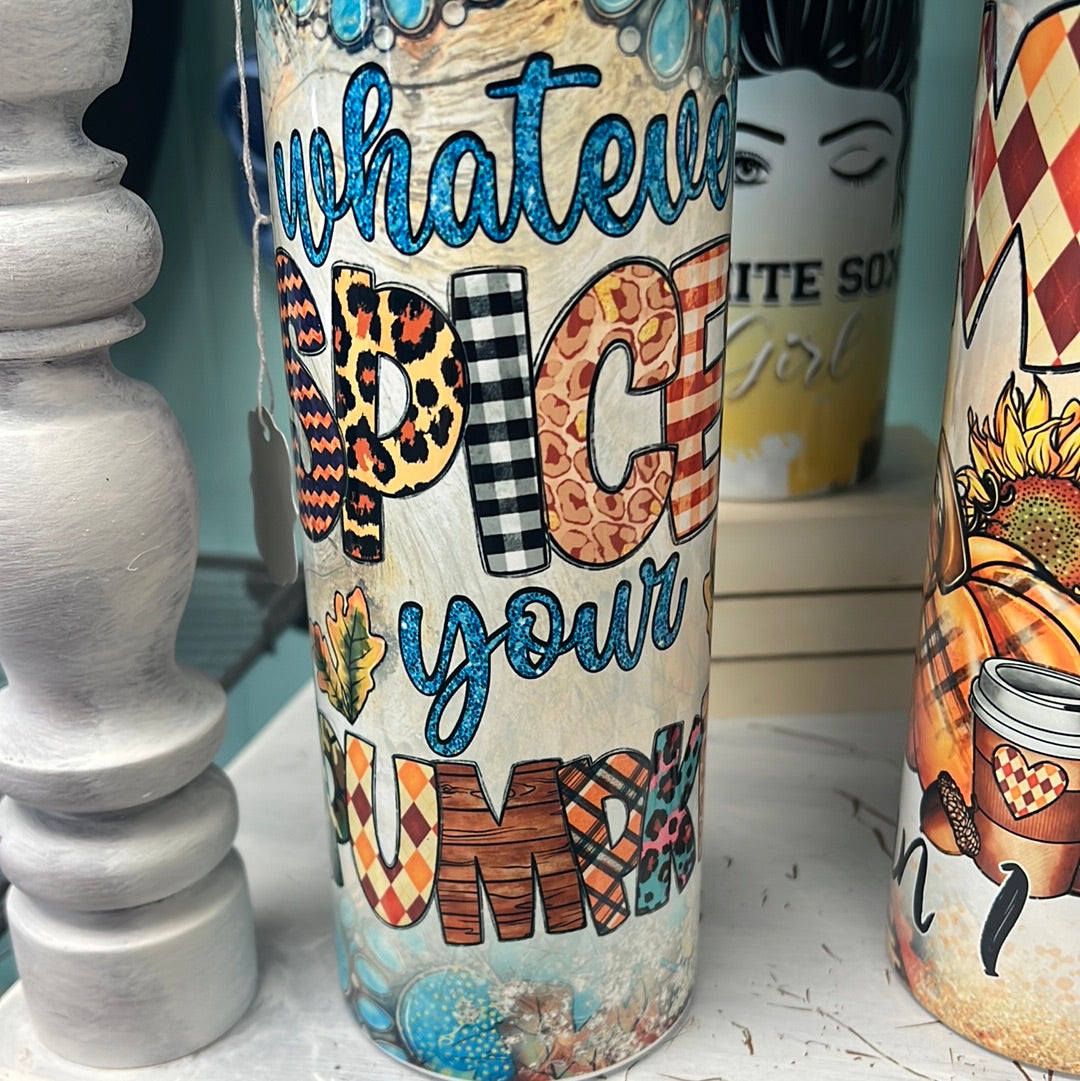 whatever
SPICE
your
PUMPK
ITE SOX
Girl